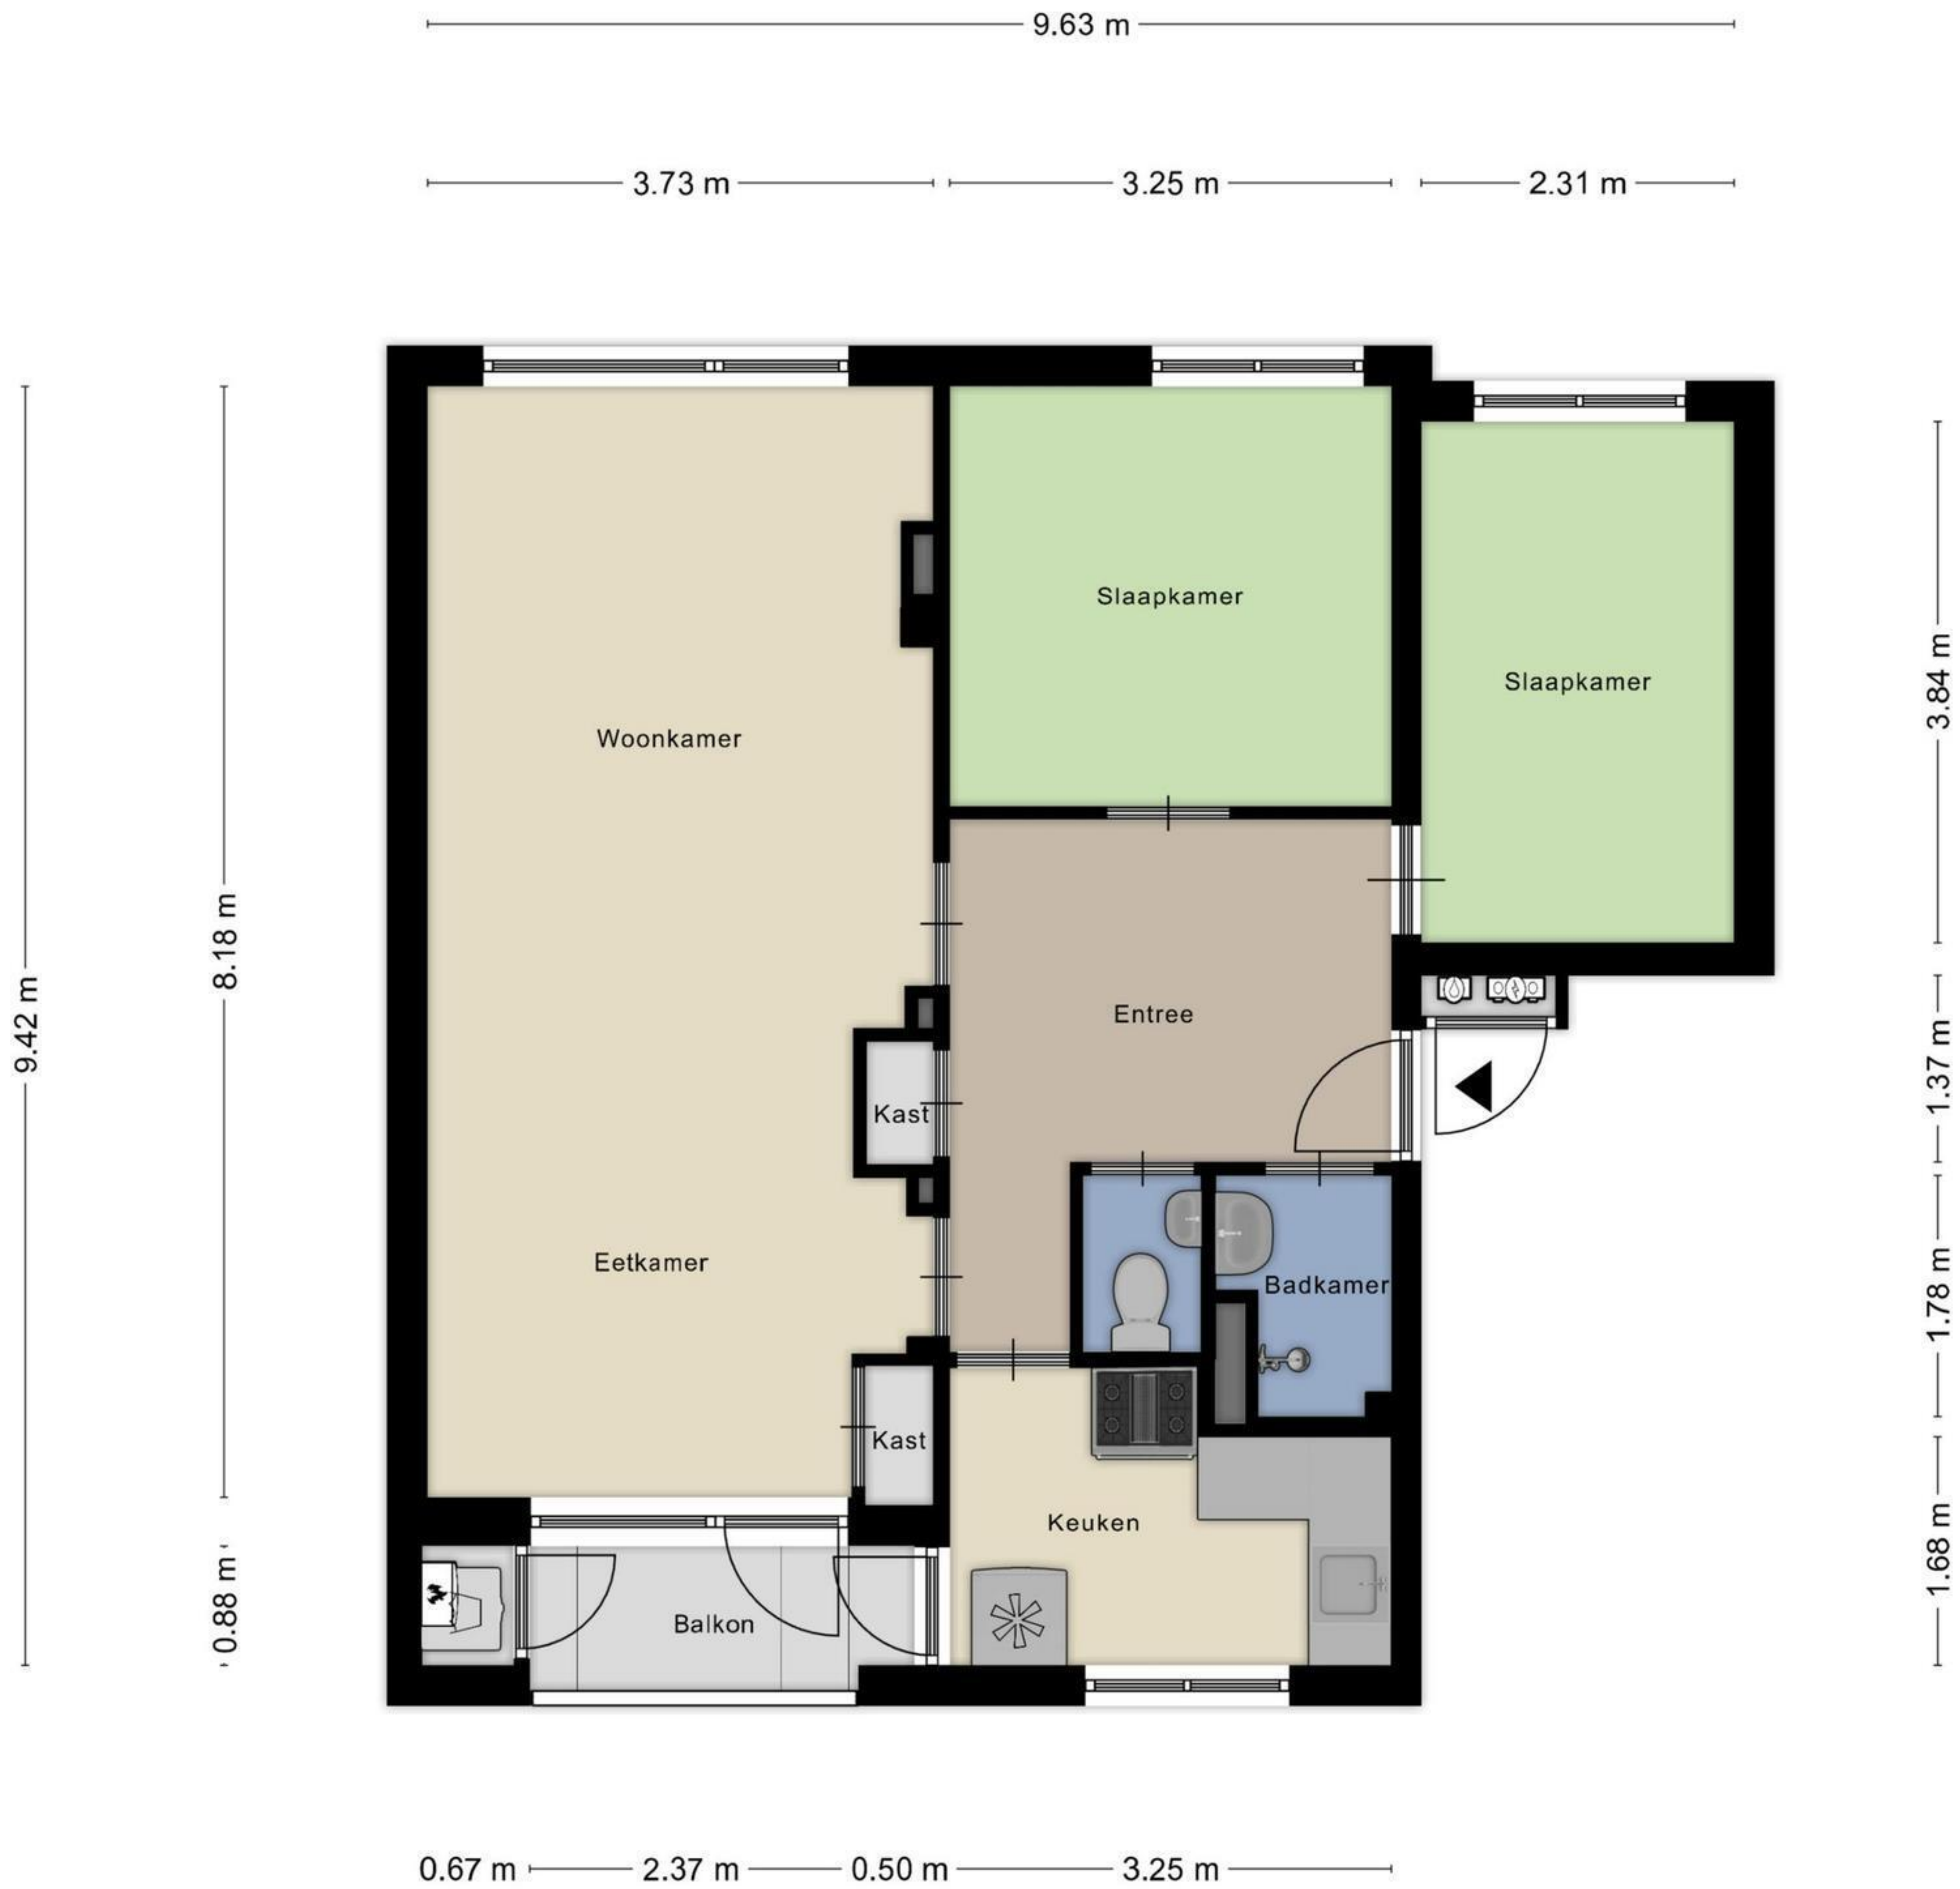 9.63 m
3.73 m
3.25 m
2.31 m
Slaapkamer
Slaapkamer
3.84 m
Woonkamer
8.18 m
9.42 m
Entree
1.37 m
Kast
Eetkamer
Badkamer
1.78 m
Kast
Keuken
1.68 m
0.88 m
Balkon
0.67 m
2.37 m
0.50 m
3.25 m